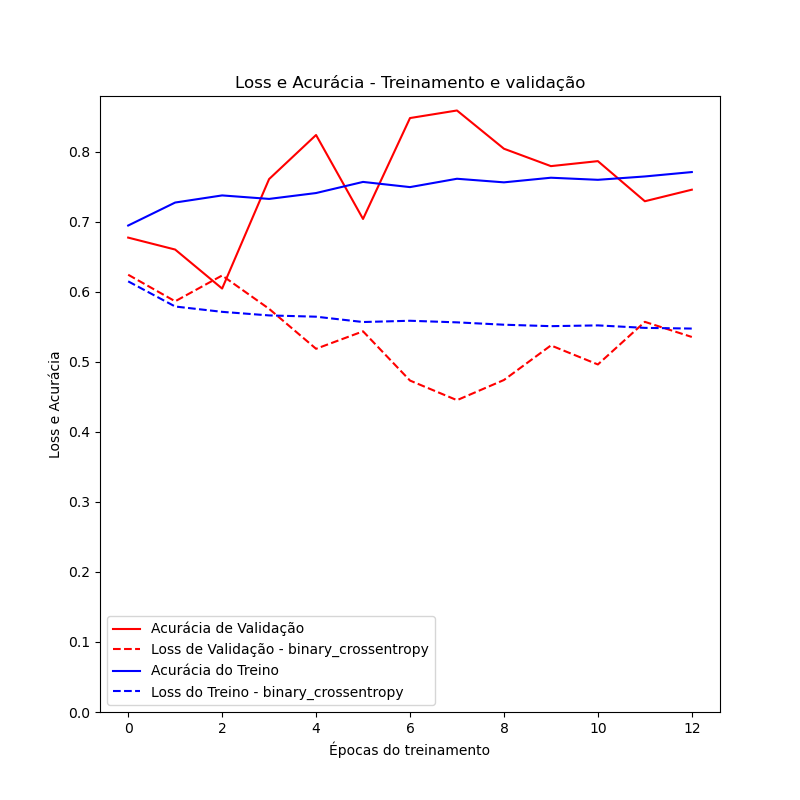 Loss e Acurácia - Treinamento e validação
Loss e Acurácia
0.8
0.7
0.6
0.5
0.4
0.3
0.2
0.1
0.0
Acurácia de Validação
Loss de Validação - binary_crossentropy
Acurácia do Treino
Loss do Treino - binary_crossentropy
0 2 4 6 8 10 12
Épocas do treinamento